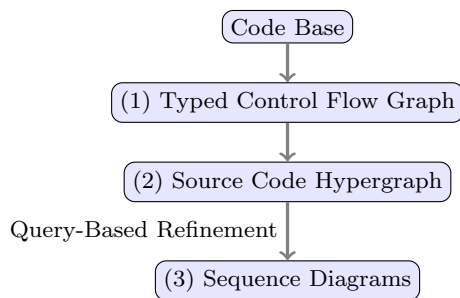 Code Base
(1) Typed Control Flow Graph
(2) Source Code Hypergraph
Query-Based Refinement
(3) Sequence Diagrams